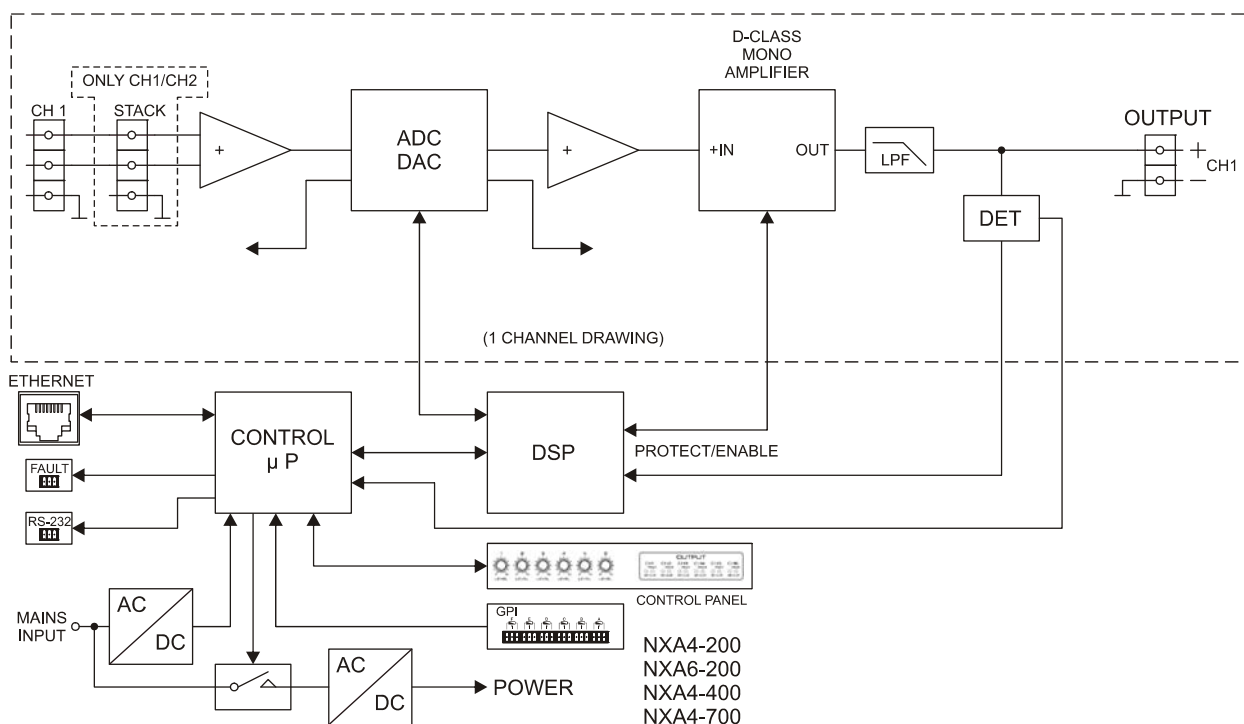 D-CLASS
MONO
AMPLIFIER
ONLY CH1/CH2
CH 1
STACK
+
ADC
DAC
+
+IN
OUT
LPF
OUTPUT
+
CH1
−
DET
(1 CHANNEL DRAWING)
ETHERNET
CONTROL
µ P
DSP
PROTECT/ENABLE
FAULT
RS-232
OUTPUT
CONTROL PANEL
MAINS
INPUT
AC
DC
GPI
AC
DC
POWER
NXA4-200
NXA6-200
NXA4-400
NXA4-700